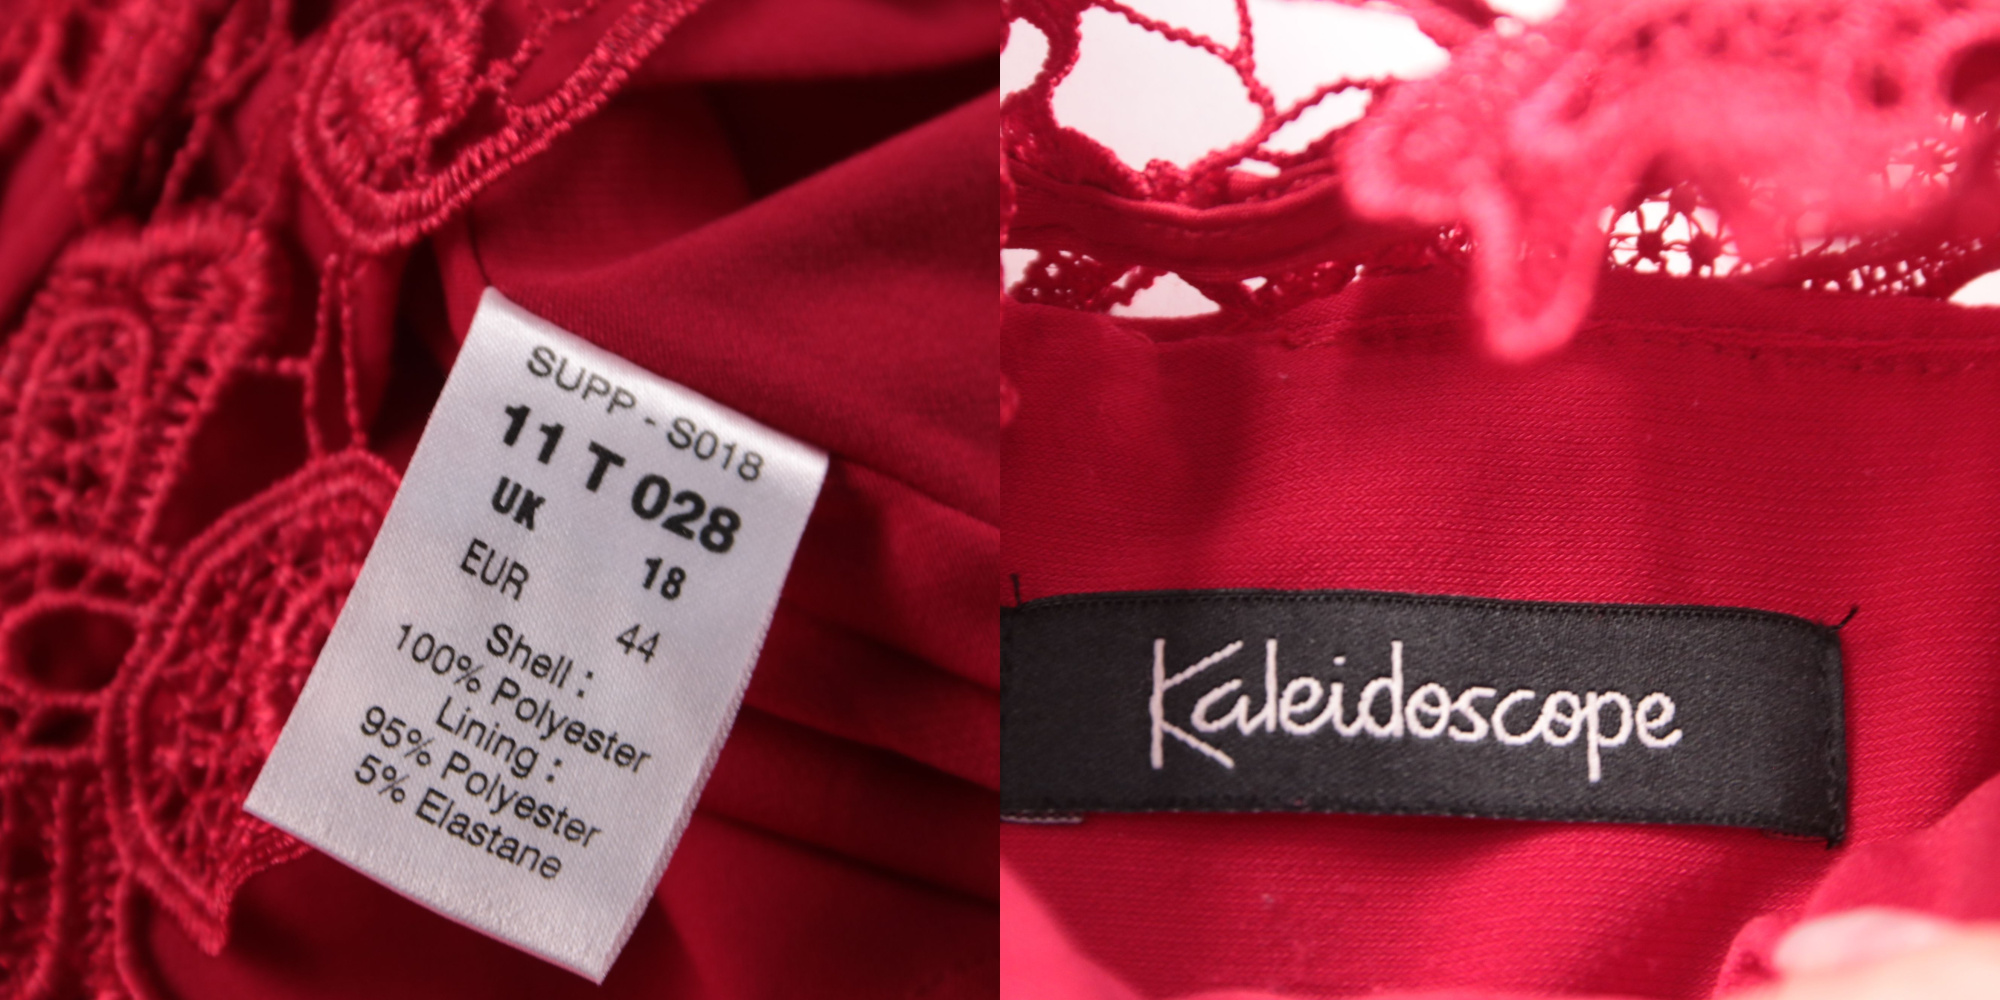 SUPP - S018
11 T 028
UK 18
EUR 44
Shell :
100% Polyester
Lining :
95% Polyester
5% Elastane
Kaleidoscope